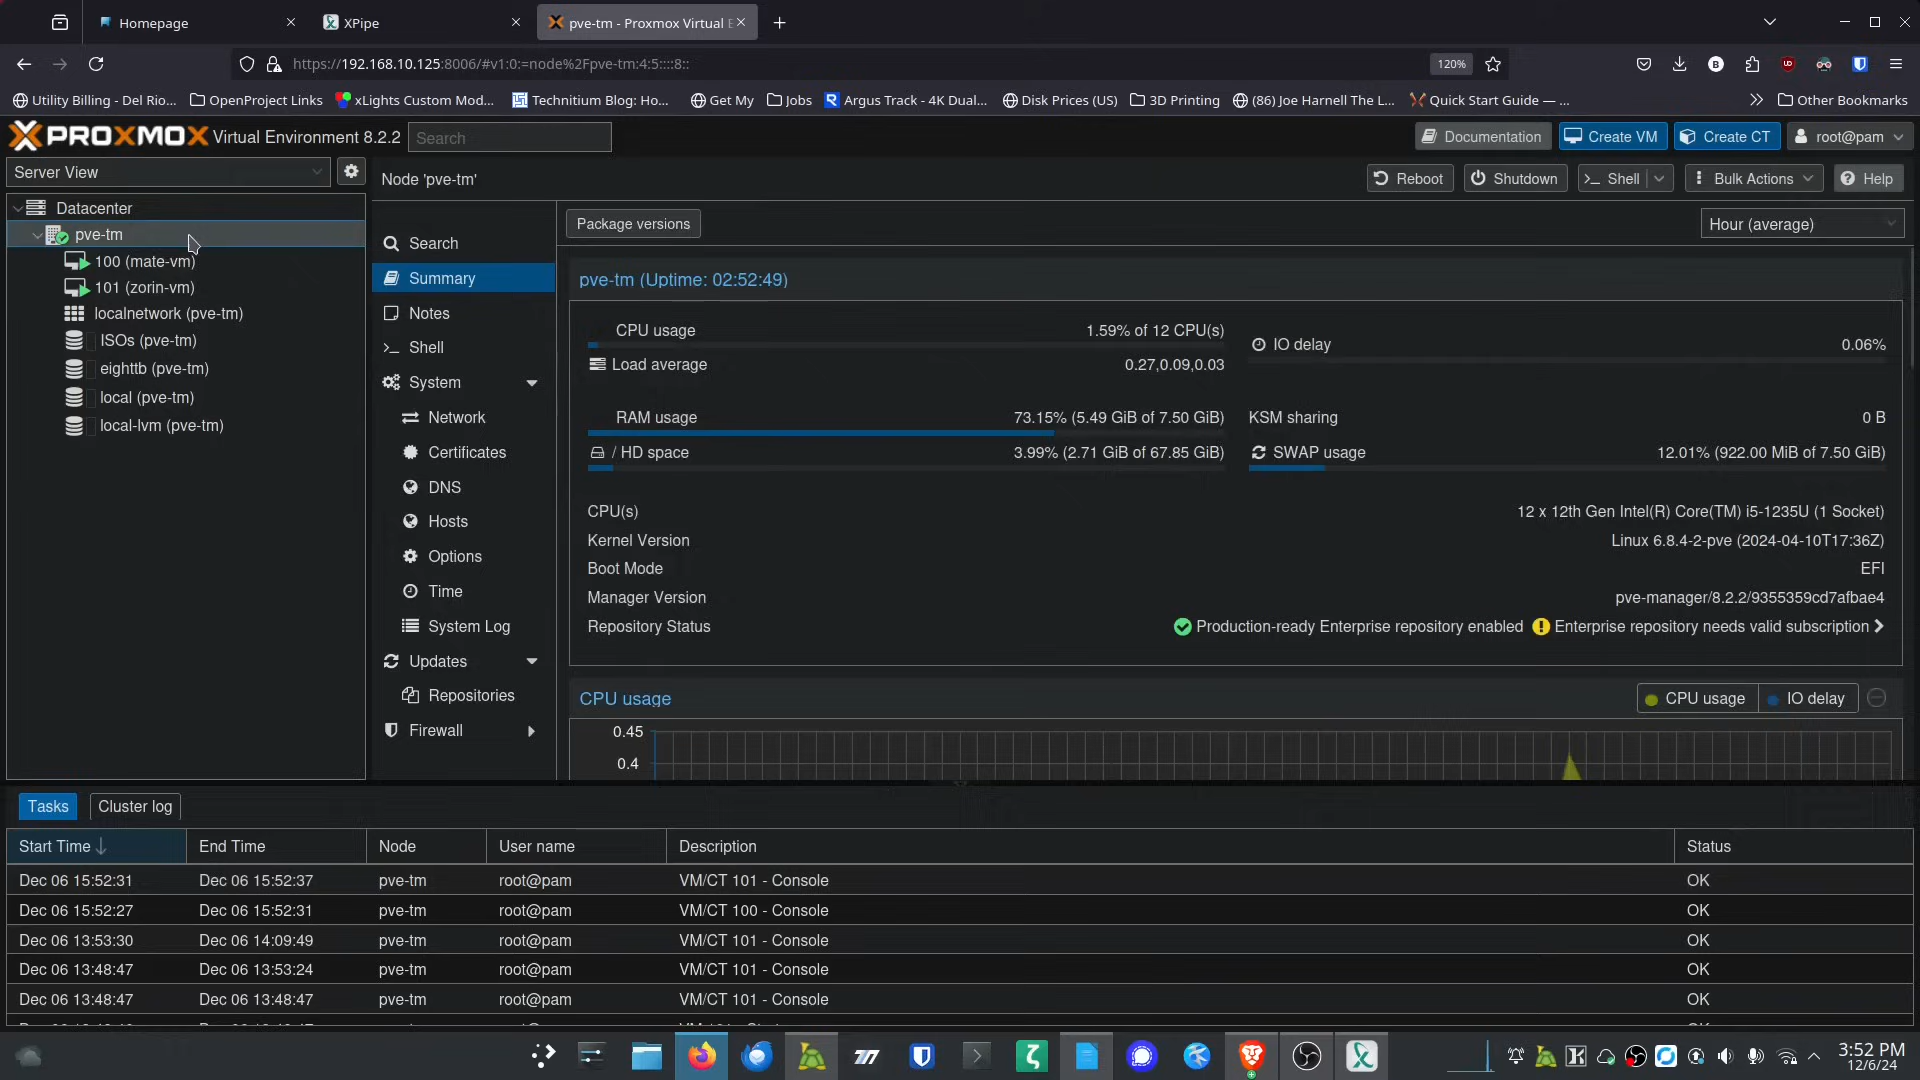 Homepage
XPipe
pve-tm - Proxmox Virtual E
https://192.168.10.125:8006/#v1:0:=node%2Fpve-tm:4:5::::8::
120%
Utility Billing - Del Rio...
OpenProject Links
xLights Custom Mod...
Technitium Blog: Ho...
Get My
Jobs
Argus Track - 4K Dual...
Disk Prices (US)
3D Printing
(86) Joe Harnell The L...
Quick Start Guide — ...
Other Bookmarks
PROXMOX Virtual Environment 8.2.2
Search
Documentation
Create VM
Create CT
root@pam
Server View
Node 'pve-tm'
Reboot
Shutdown
Shell
Bulk Actions
Help
Datacenter
pve-tm
100 (mate-vm)
101 (zorin-vm)
localnetwork (pve-tm)
ISOs (pve-tm)
eighttb (pve-tm)
local (pve-tm)
local-lvm (pve-tm)
Search
Summary
Notes
Shell
System
Network
Certificates
DNS
Hosts
Options
Time
System Log
Updates
Repositories
Firewall
Package versions
Hour (average)
pve-tm (Uptime: 02:52:49)
CPU usage 1.59% of 12 CPU(s)
IO delay 0.06%
Load average 0.27,0.09,0.03
RAM usage 73.15% (5.49 GiB of 7.50 GiB)
KSM sharing 0 B
/ HD space 3.99% (2.71 GiB of 67.85 GiB)
SWAP usage 12.01% (922.00 MiB of 7.50 GiB)
CPU(s) 12 x 12th Gen Intel(R) Core(TM) i5-1235U (1 Socket)
Kernel Version Linux 6.8.4-2-pve (2024-04-10T17:36Z)
Boot Mode EFI
Manager Version pve-manager/8.2.2/9355359cd7afbae4
Repository Status Production-ready Enterprise repository enabled Enterprise repository needs valid subscription
CPU usage
CPU usage
IO delay
0.45
0.4
Tasks
Cluster log
Start Time End Time Node User name Description Status
Dec 06 15:52:31 Dec 06 15:52:37 pve-tm root@pam VM/CT 101 - Console OK
Dec 06 15:52:27 Dec 06 15:52:31 pve-tm root@pam VM/CT 100 - Console OK
Dec 06 13:53:30 Dec 06 14:09:49 pve-tm root@pam VM/CT 101 - Console OK
Dec 06 13:48:47 Dec 06 13:53:24 pve-tm root@pam VM/CT 101 - Console OK
Dec 06 13:48:47 Dec 06 13:48:47 pve-tm root@pam VM/CT 101 - Console OK
3:52 PM
12/6/24